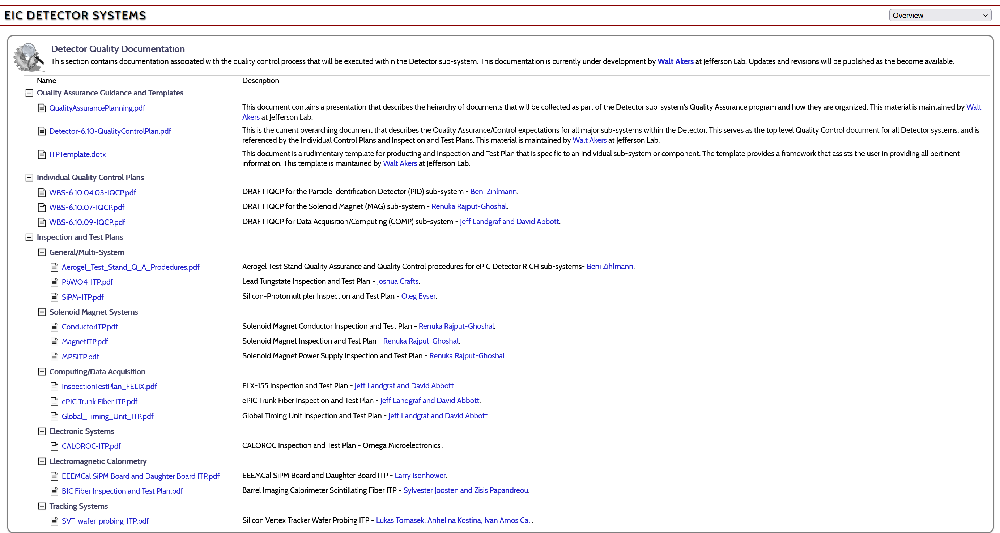 EIC DETECTOR SYSTEMS
Overview
Detector Quality Documentation
This section contains documentation associated with the quality control process that will be executed within the Detector sub-system. This documentation is currently under development by Walt Akers at Jefferson Lab. Updates and revisions will be published as the become available.
Name Description
Quality Assurance Guidance and Templates
QualityAssurancePlanning.pdf This document contains a presentation that describes the heirarchy of documents that will be collected as part of the Detector sub-system's Quality Assurance program and how they are organized. This material is maintained by Walt
Akers at Jefferson Lab.
Detector-6.10-QualityControlPlan.pdf This is the current overarching document that describes the Quality Assurance/Control expectations for all major sub-systems within the Detector. This serves as the top level Quality Control document for all Detector systems, and is
referenced by the Individual Control Plans and Inspection and Test Plans. This material is maintained by Walt Akers at Jefferson Lab.
ITPTemplate.dotx This document is a rudimentary template for producting and Inspection and Test Plan that is specific to an individual sub-system or component. The template provides a framework that assists the user in providing all pertinent
information. This template is maintained by Walt Akers at Jefferson Lab.
Individual Quality Control Plans
WBS-6.10.04.03-IQCP.pdf DRAFT IQCP for the Particle Identification Detector (PID) sub-system - Beni Zihlmann.
WBS-6.10.07-IQCP.pdf DRAFT IQCP for the Solenoid Magnet (MAG) sub-system - Renuka Rajput-Ghoshal.
WBS-6.10.09-IQCP.pdf DRAFT IQCP for Data Acquisition/Computing (COMP) sub-system - Jeff Landgraf and David Abbott.
Inspection and Test Plans
General/Multi-System
Aerogel_Test_Stand_Q_A_Prodedures.pdf Aerogel Test Stand Quality Assurance and Quality Control procedures for ePIC Detector RICH sub-systems- Beni Zihlmann.
PbWO4-ITP.pdf Lead Tungstate Inspection and Test Plan - Joshua Crafts.
SiPM-ITP.pdf Silicon-Photomultipler Inspection and Test Plan - Oleg Eyser.
Solenoid Magnet Systems
ConductorITP.pdf Solenoid Magnet Conductor Inspection and Test Plan - Renuka Rajput-Ghoshal.
MagnetITP.pdf Solenoid Magnet Inspection and Test Plan - Renuka Rajput-Ghoshal.
MPSITP.pdf Solenoid Magnet Power Supply Inspection and Test Plan - Renuka Rajput-Ghoshal.
Computing/Data Acquisition
InspectionTestPlan_FELIX.pdf FLX-155 Inspection and Test Plan - Jeff Landgraf and David Abbott.
ePIC Trunk Fiber ITP.pdf ePIC Trunk Fiber Inspection and Test Plan - Jeff Landgraf and David Abbott.
Global_Timing_Unit_ITP.pdf Global Timing Unit Inspection and Test Plan - Jeff Landgraf and David Abbott.
Electronic Systems
CALOROC-ITP.pdf CALOROC Inspection and Test Plan - Omega Microelectronics .
Electromagnetic Calorimetry
EEEMCal SiPM Board and Daughter Board ITP.pdf EEEMCal SiPM Board and Daughter Board ITP - Larry Isenhower.
BIC Fiber Inspection and Test Plan.pdf Barrel Imaging Calorimeter Scintillating Fiber ITP - Sylvester Joosten and Zisis Papandreou.
Tracking Systems
SVT-wafer-probing-ITP.pdf Silicon Vertex Tracker Wafer Probing ITP - Lukas Tomasek, Anhelina Kostina, Ivan Amos Cali.